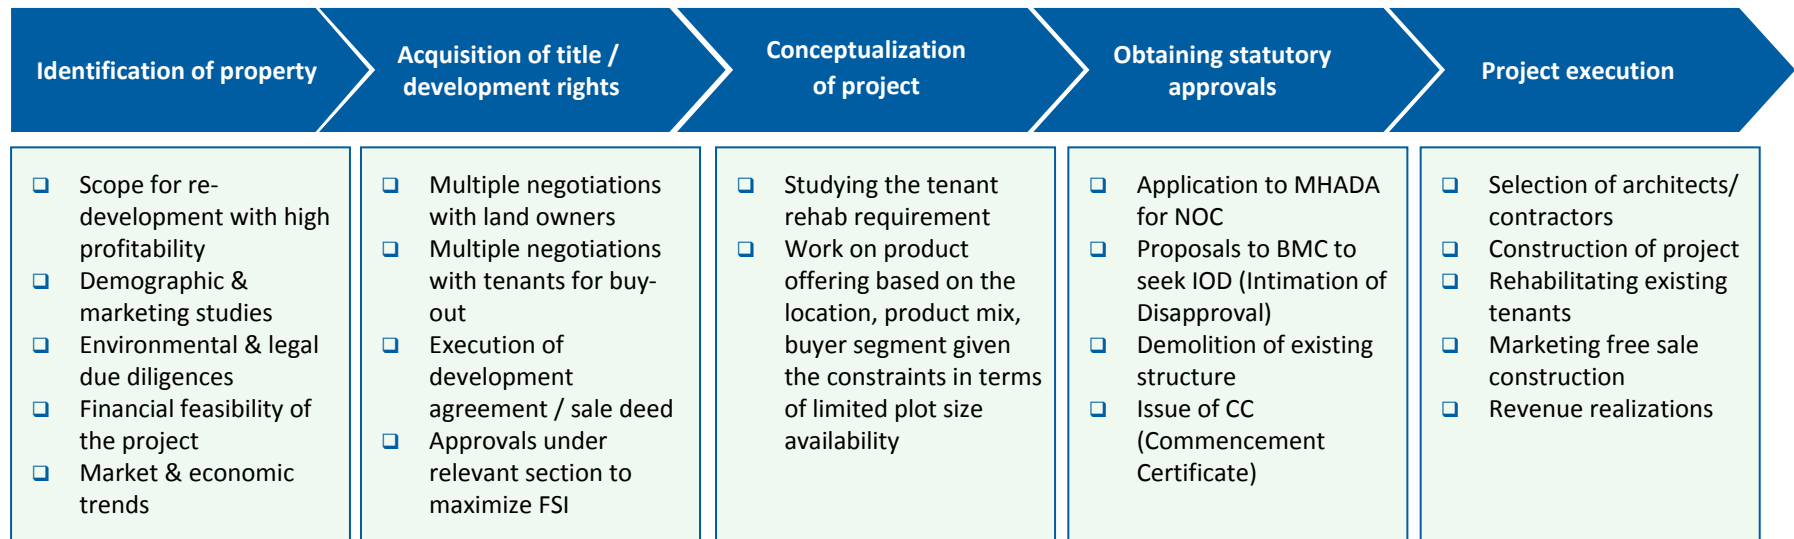 Identification of property
Acquisition of title /
development rights
Conceptualization
of project
Obtaining statutory
approvals
Project execution
❑ Scope for re-
development with high
profitability
❑ Demographic &
marketing studies
❑ Environmental & legal
due diligences
❑ Financial feasibility of
the project
❑ Market & economic
trends
❑ Multiple negotiations
with land owners
❑ Multiple negotiations
with tenants for buy-
out
❑ Execution of
development
agreement / sale deed
❑ Approvals under
relevant section to
maximize FSI
❑ Studying the tenant
rehab requirement
❑ Work on product
offering based on the
location, product mix,
buyer segment given
the constraints in terms
of limited plot size
availability
❑ Application to MHADA
for NOC
❑ Proposals to BMC to
seek IOD (Intimation of
Disapproval)
❑ Demolition of existing
structure
❑ Issue of CC
(Commencement
Certificate)
❑ Selection of architects/
contractors
❑ Construction of project
❑ Rehabilitating existing
tenants
❑ Marketing free sale
construction
❑ Revenue realizations